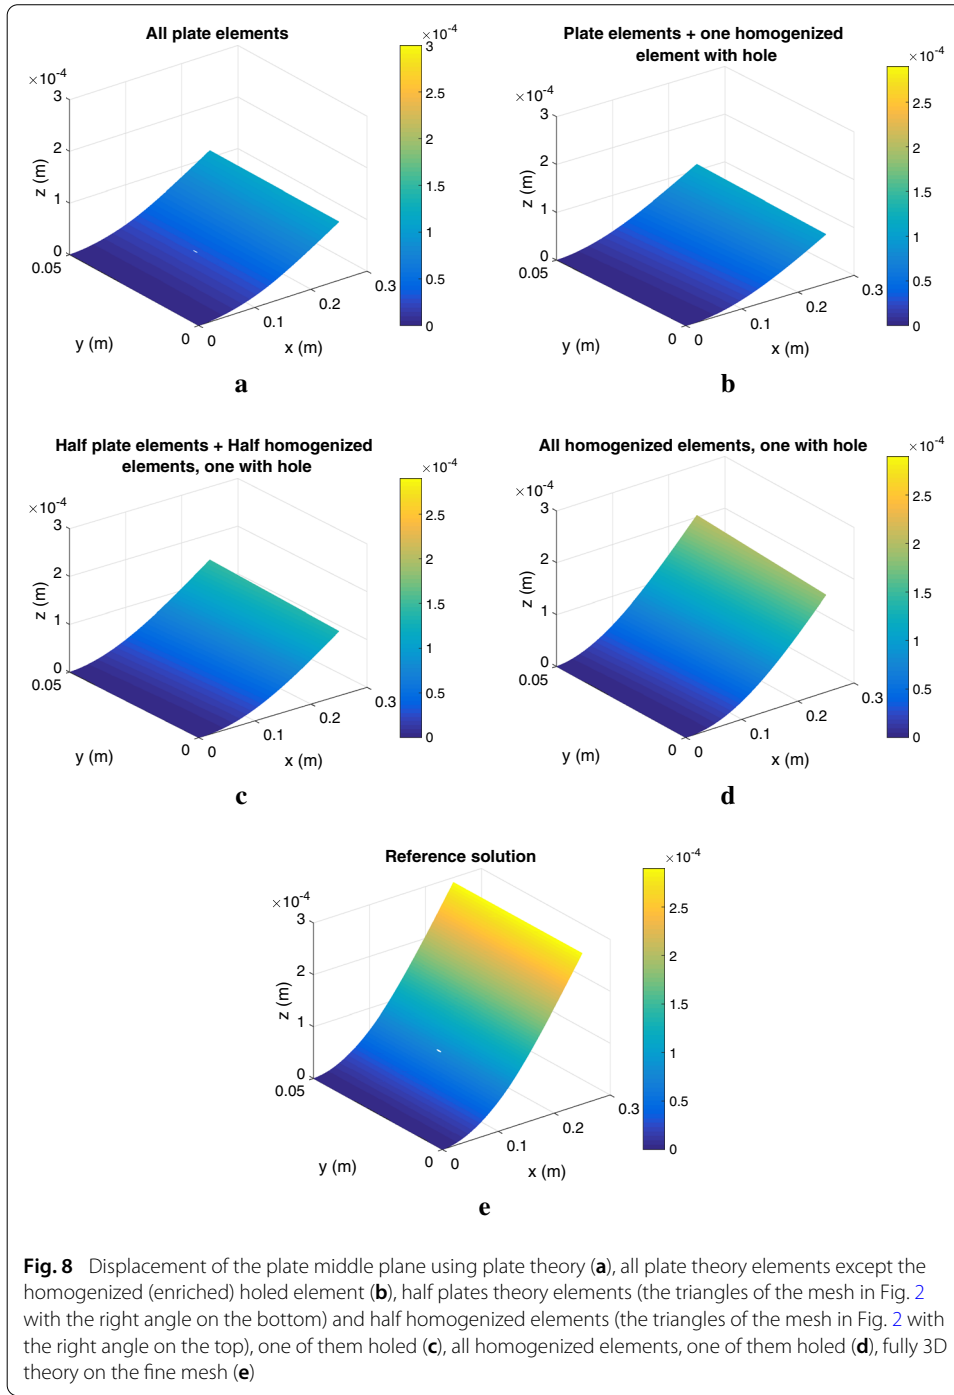 All plate elements
×10⁻⁴
×10⁻⁴
3
2
1
0
z (m)
0.05
y (m)
0
0
0.1
0.2
0.3
x (m)
3
2.5
2
1.5
1
0.5
0
a
Plate elements + one homogenized
element with hole
×10⁻⁴
×10⁻⁴
3
2
1
0
z (m)
0.05
y (m)
0
0
0.1
0.2
0.3
x (m)
2.5
2
1.5
1
0.5
0
b
Half plate elements + Half homogenized
elements, one with hole
×10⁻⁴
×10⁻⁴
3
2
1
0
z (m)
0.05
y (m)
0
0
0.1
0.2
0.3
x (m)
2.5
2
1.5
1
0.5
0
c
All homogenized elements, one with hole
×10⁻⁴
×10⁻⁴
3
2
1
0
z (m)
0.05
y (m)
0
0
0.1
0.2
0.3
x (m)
2.5
2
1.5
1
0.5
0
d
Reference solution
×10⁻⁴
×10⁻⁴
3
2
1
0
z (m)
0.05
y (m)
0
0
0.1
0.2
0.3
x (m)
2.5
2
1.5
1
0.5
0
e
Fig. 8 Displacement of the plate middle plane using plate theory (a), all plate theory elements except the
homogenized (enriched) holed element (b), half plates theory elements (the triangles of the mesh in Fig. 2
with the right angle on the bottom) and half homogenized elements (the triangles of the mesh in Fig. 2 with
the right angle on the top), one of them holed (c), all homogenized elements, one of them holed (d), fully 3D
theory on the fine mesh (e)